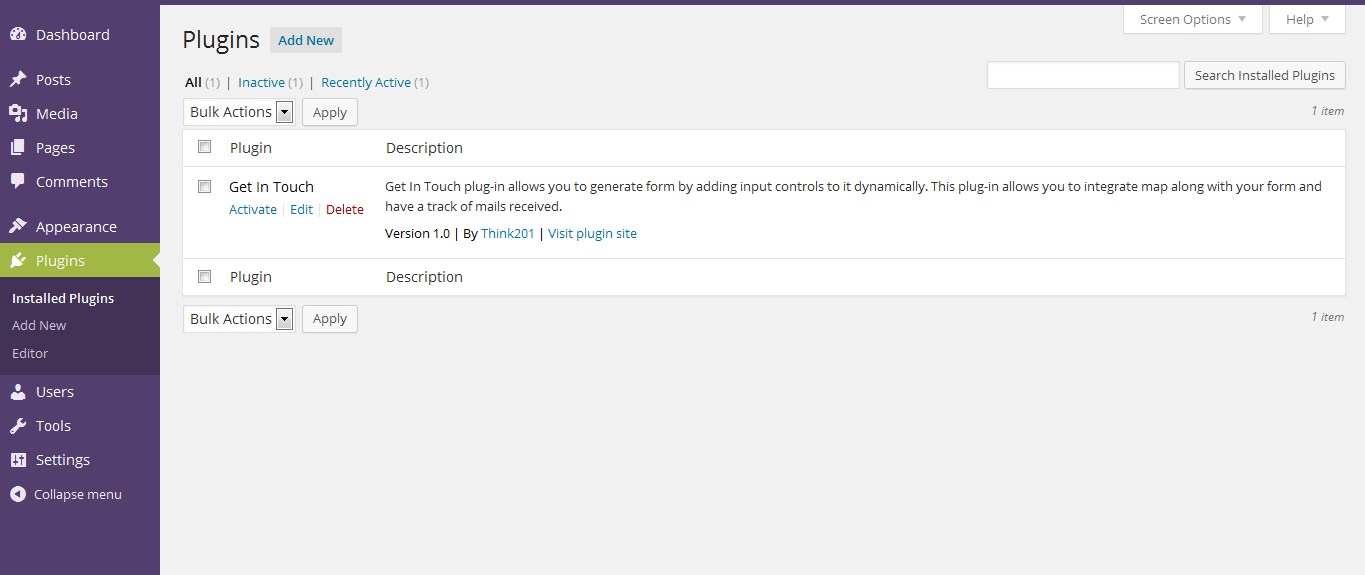 Dashboard
Posts
Media
Pages
Comments
Appearance
Plugins
Installed Plugins
Add New
Editor
Users
Tools
Settings
Collapse menu
Screen Options
Help
Plugins Add New
All (1) | Inactive (1) | Recently Active (1)
Search Installed Plugins
Bulk Actions Apply
1 item
Plugin Description
Get In Touch
Activate | Edit | Delete
Get In Touch plug-in allows you to generate form by adding input controls to it dynamically. This plug-in allows you to integrate map along with your form and
have a track of mails received.
Version 1.0 | By Think201 | Visit plugin site
Plugin Description
Bulk Actions Apply
1 item